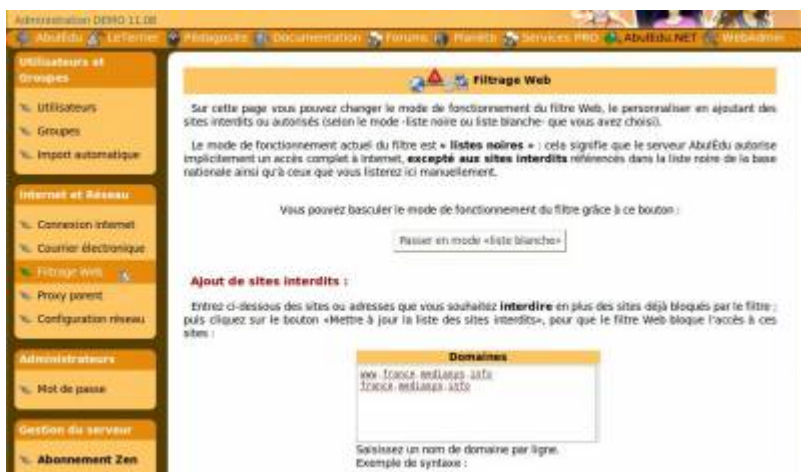 Administration DEMO 11.08
AbulEdu LeTerrier Pédagosite Documentation Forums Planète Services PRO AbulEdu.NET WebAdmin
Utilisateurs et
Groupes
Utilisateurs
Groupes
Import automatique
Internet et Réseau
Connexion internet
Courrier électronique
Filtrage Web
Proxy parent
Configuration réseau
Administrateurs
Mot de passe
Gestion du serveur
Abonnement Zen
Filtrage Web
Sur cette page vous pouvez changer le mode de fonctionnement du filtre Web, le personnaliser en ajoutant des
sites interdits ou autorisés (selon le mode -liste noire ou liste blanche- que vous avez choisi).
Le mode de fonctionnement actuel du filtre est « listes noires » : cela signifie que le serveur AbulEdu autorise
implicitement un accès complet à Internet, excepté aux sites interdits référencés dans la liste noire de la base
nationale ainsi qu'à ceux que vous listerez ici manuellement.
Vous pouvez basculer le mode de fonctionnement du filtre grâce à ce bouton :
Passer en mode «liste blanche»
Ajout de sites interdits :
Entrez ci-dessous des sites ou adresses que vous souhaitez interdire en plus des sites déjà bloqués par le filtre ;
puis cliquez sur le bouton «Mettre à jour la liste des sites interdits», pour que le filtre Web bloque l'accès à ces
sites :
Domaines
www.france.mediapps.info
france.mediapps.info
Saisissez un nom de domaine par ligne.
Exemple de syntaxe :